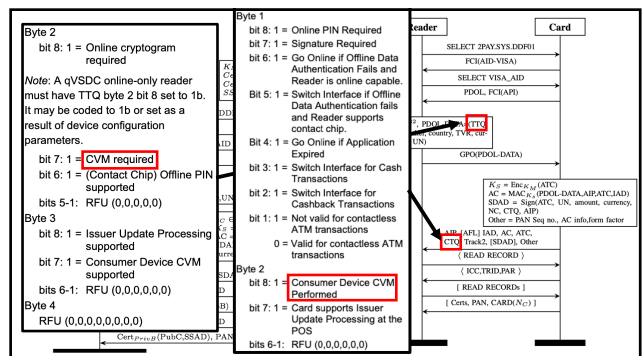 Byte 2
bit 8: 1 = Online cryptogram
required
Note: A qVSDC online-only reader
must have TTQ byte 2 bit 8 set to 1b.
It may be coded to 1b or set as a
result of device configuration
parameters.
bit 7: 1 = CVM required
bit 6: 1 = (Contact Chip) Offline PIN
supported
bits 5-1: RFU (0,0,0,0,0)
Byte 3
bit 8: 1 = Issuer Update Processing
supported
bit 7: 1 = Consumer Device CVM
supported
bits 6-1: RFU (0,0,0,0,0,0)
Byte 4
RFU (0,0,0,0,0,0,0,0)
Cert_PrivB(PubC,SSAD), PAN
Byte 1
bit 8: 1 = Online PIN Required
bit 7: 1 = Signature Required
bit 6: 1 = Go Online if Offline Data
Authentication Fails and
Reader is online capable.
Bit 5: 1 = Switch Interface if Offline
Data Authentication fails
and Reader supports
contact chip.
Bit 4: 1 = Go Online if Application
Expired
bit 3: 1 = Switch Interface for Cash
Transactions
bit 2: 1 = Switch Interface for
Cashback Transactions
bit 1: 1 = Not valid for contactless
ATM transactions
0 = Valid for contactless ATM
transactions
Byte 2
bit 8: 1 = Consumer Device CVM
Performed
bit 7: 1 = Card supports Issuer
Update Processing at the
POS
bits 6-1: RFU (0,0,0,0,0,0)
Reader
Card
SELECT 2PAY.SYS.DDF01
FCI(AID-VISA)
SELECT VISA_AID
PDOL, FCI(API)
TTQ
country, TVR, cur-
UN)
GPO(PDOL-DATA)
K_S = Enc_K_M(ATC)
AC = MAC_K_S(PDOL-DATA,AIP,ATC,IAD)
SDAD = Sign(ATC, UN, amount, currency,
NC, CTQ, AIP)
Other = PAN Seq no., AC info,form factor
AIP, [AFL] IAD, AC, ATC,
CTQ, Track2, [SDAD], Other
⟨ READ RECORD ⟩
⟨ ICC,TRID,PAR ⟩
[ READ RECORDs ]
[ Certs, PAN, CARD(N_C) ]